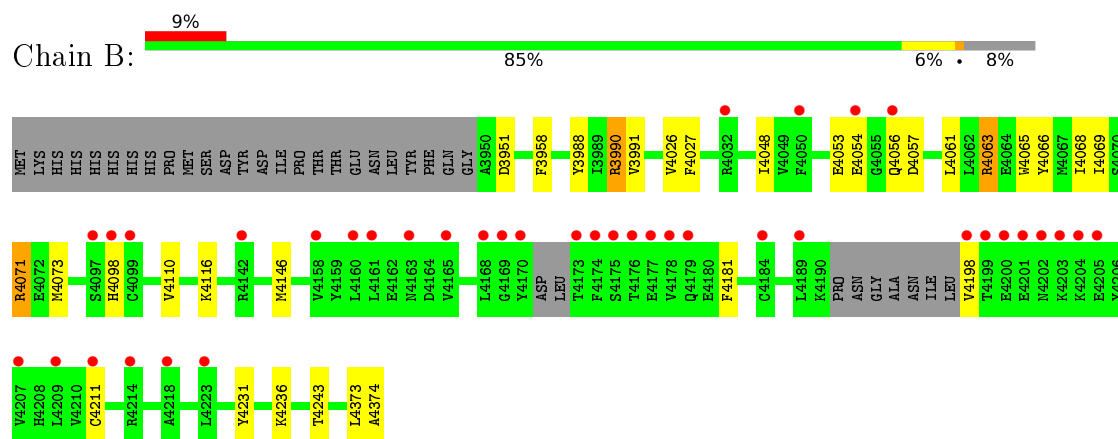 9%
Chain B:
85% 6% • 8%
MET LYS HIS HIS HIS HIS HIS HIS HIS PRO MET SER ASP TYR ASP ILE PRO THR THR GLU ASN LEU TYR PHE GLN GLY A3950 D3951 F3958 Y3988 I3989 R3990 V3991 V4026 F4027 R4032 I4048 V4049 F4050 E4053 E4054 G4055 Q4056 D4057 L4061 L4062 R4063 E4064 W4065 Y4066 M4067 I4068 I4069 S4070
R4071 E4072 M4073 S4097 H4098 C4099 V4110 K4116 R4142 M4146 V4158 Y4159 L4160 L4161 E4162 N4163 D4164 V4165 L4168 G4169 Y4170 ASP LEU T4173 F4174 S4175 T4176 E4177 V4178 Q4179 E4180 F4181 C4184 L4189 K4190 PRO ASN GLY ALA ASN ILE LEU V4198 T4199 E4200 E4201 N4202 K4203 K4204 E4205 Y4206
V4207 H4208 L4209 V4210 C4211 R4214 A4218 L4223 Y4231 K4236 T4243 L4373 A4374